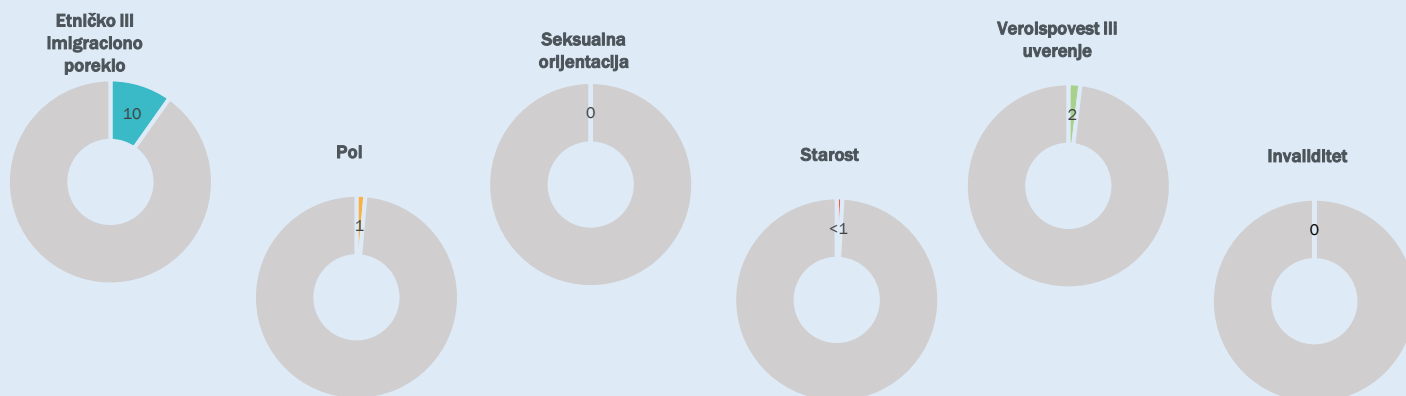 Etničko ili
imigraciono
poreklo
10
Pol
1
Seksualna
orijentacija
0
Starost
<1
Veroispovest ili
uverenje
2
Invaliditet
0